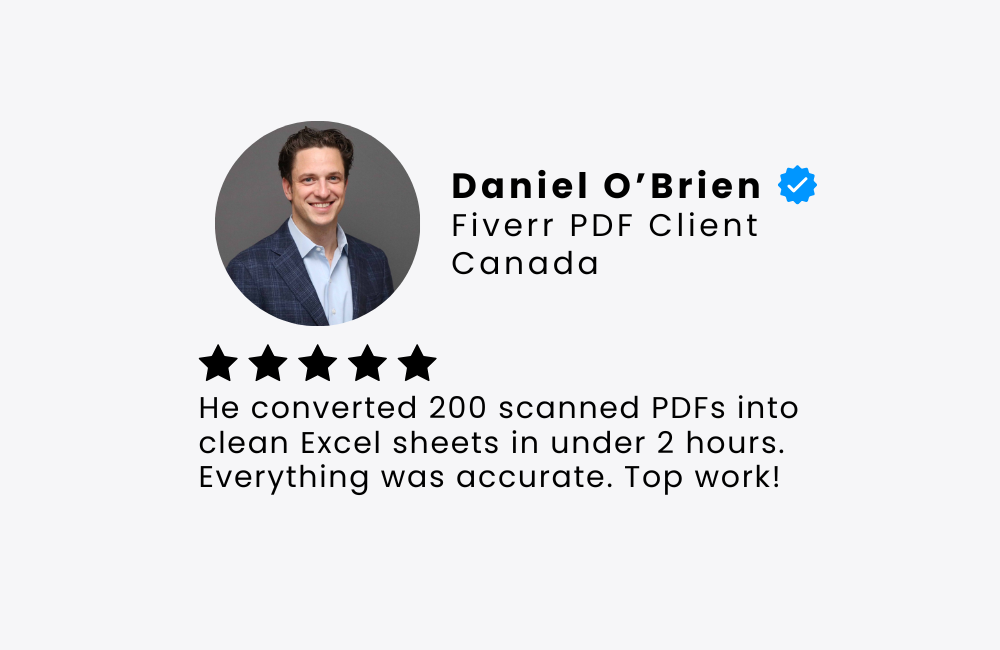 Daniel O’Brien
Fiverr PDF Client
Canada
He converted 200 scanned PDFs into
clean Excel sheets in under 2 hours.
Everything was accurate. Top work!